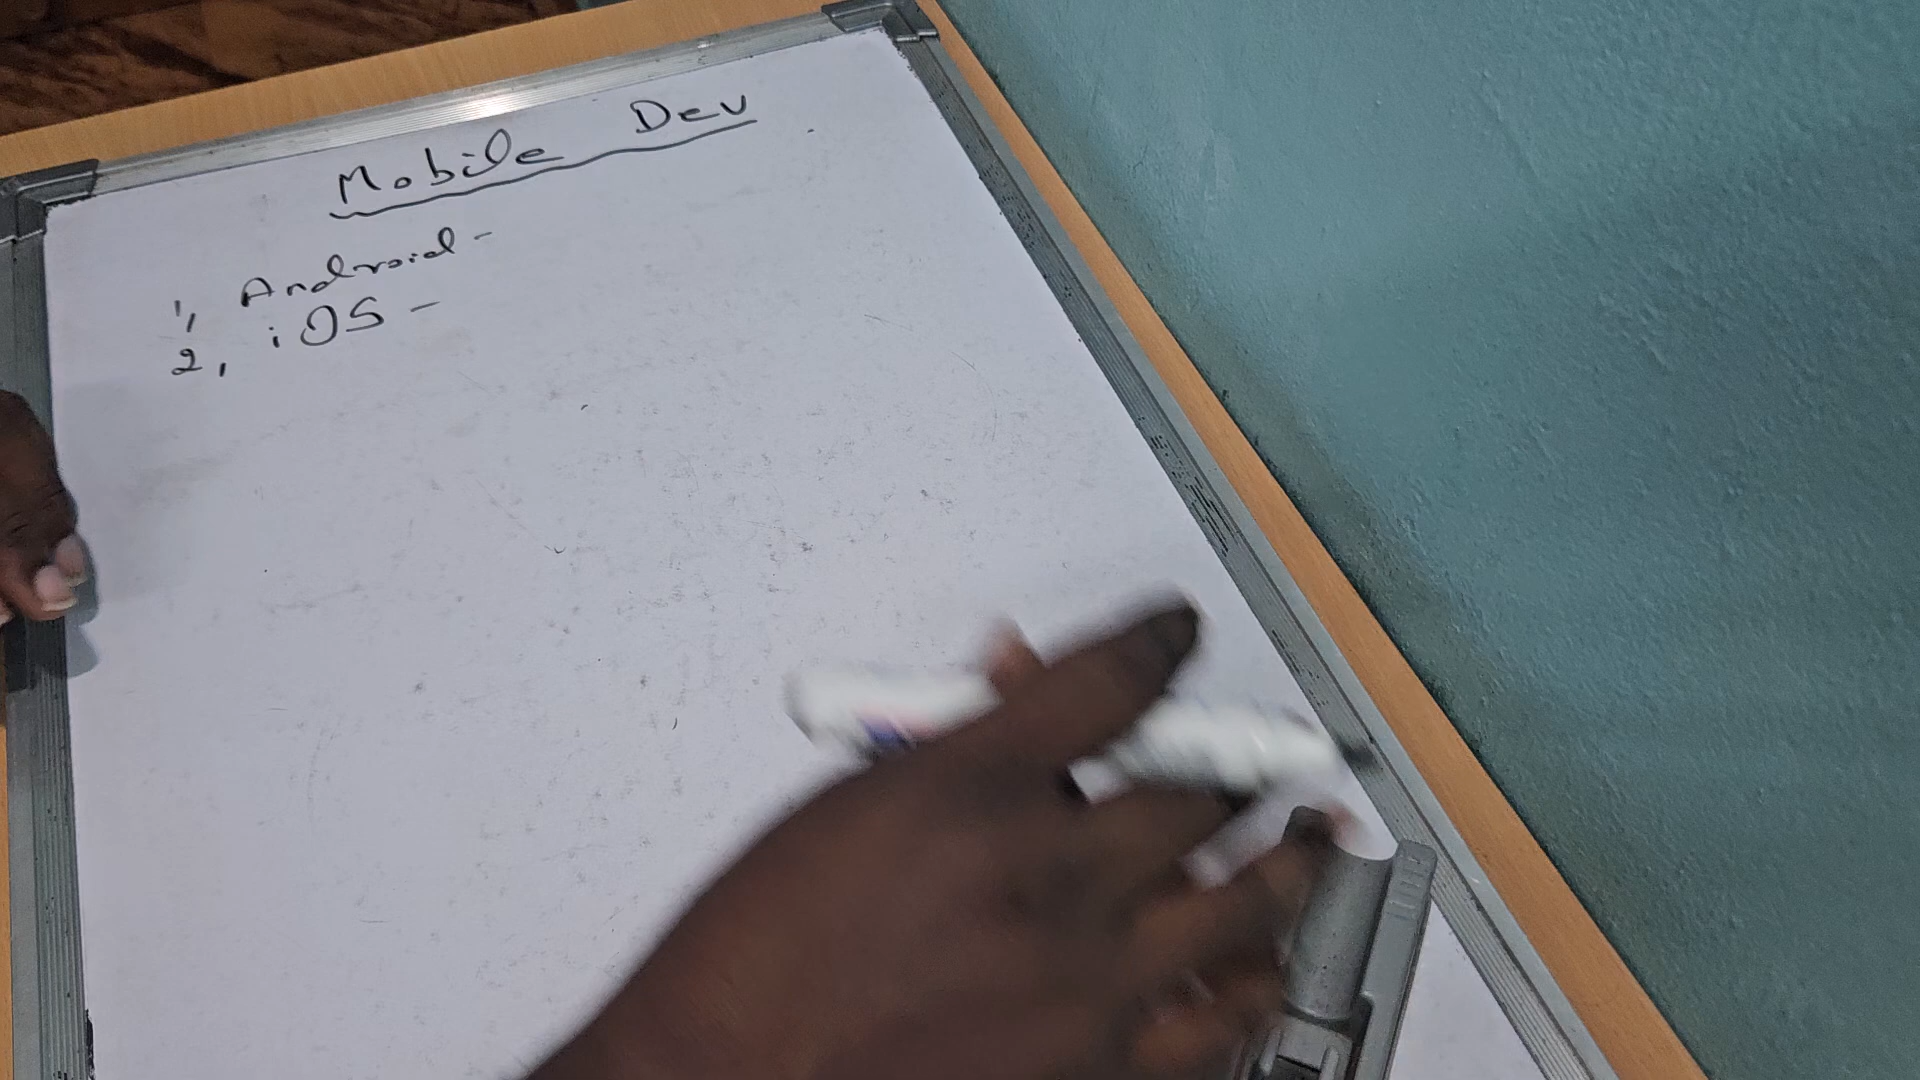 Mobile Dev
1, Android -
2, iOS -